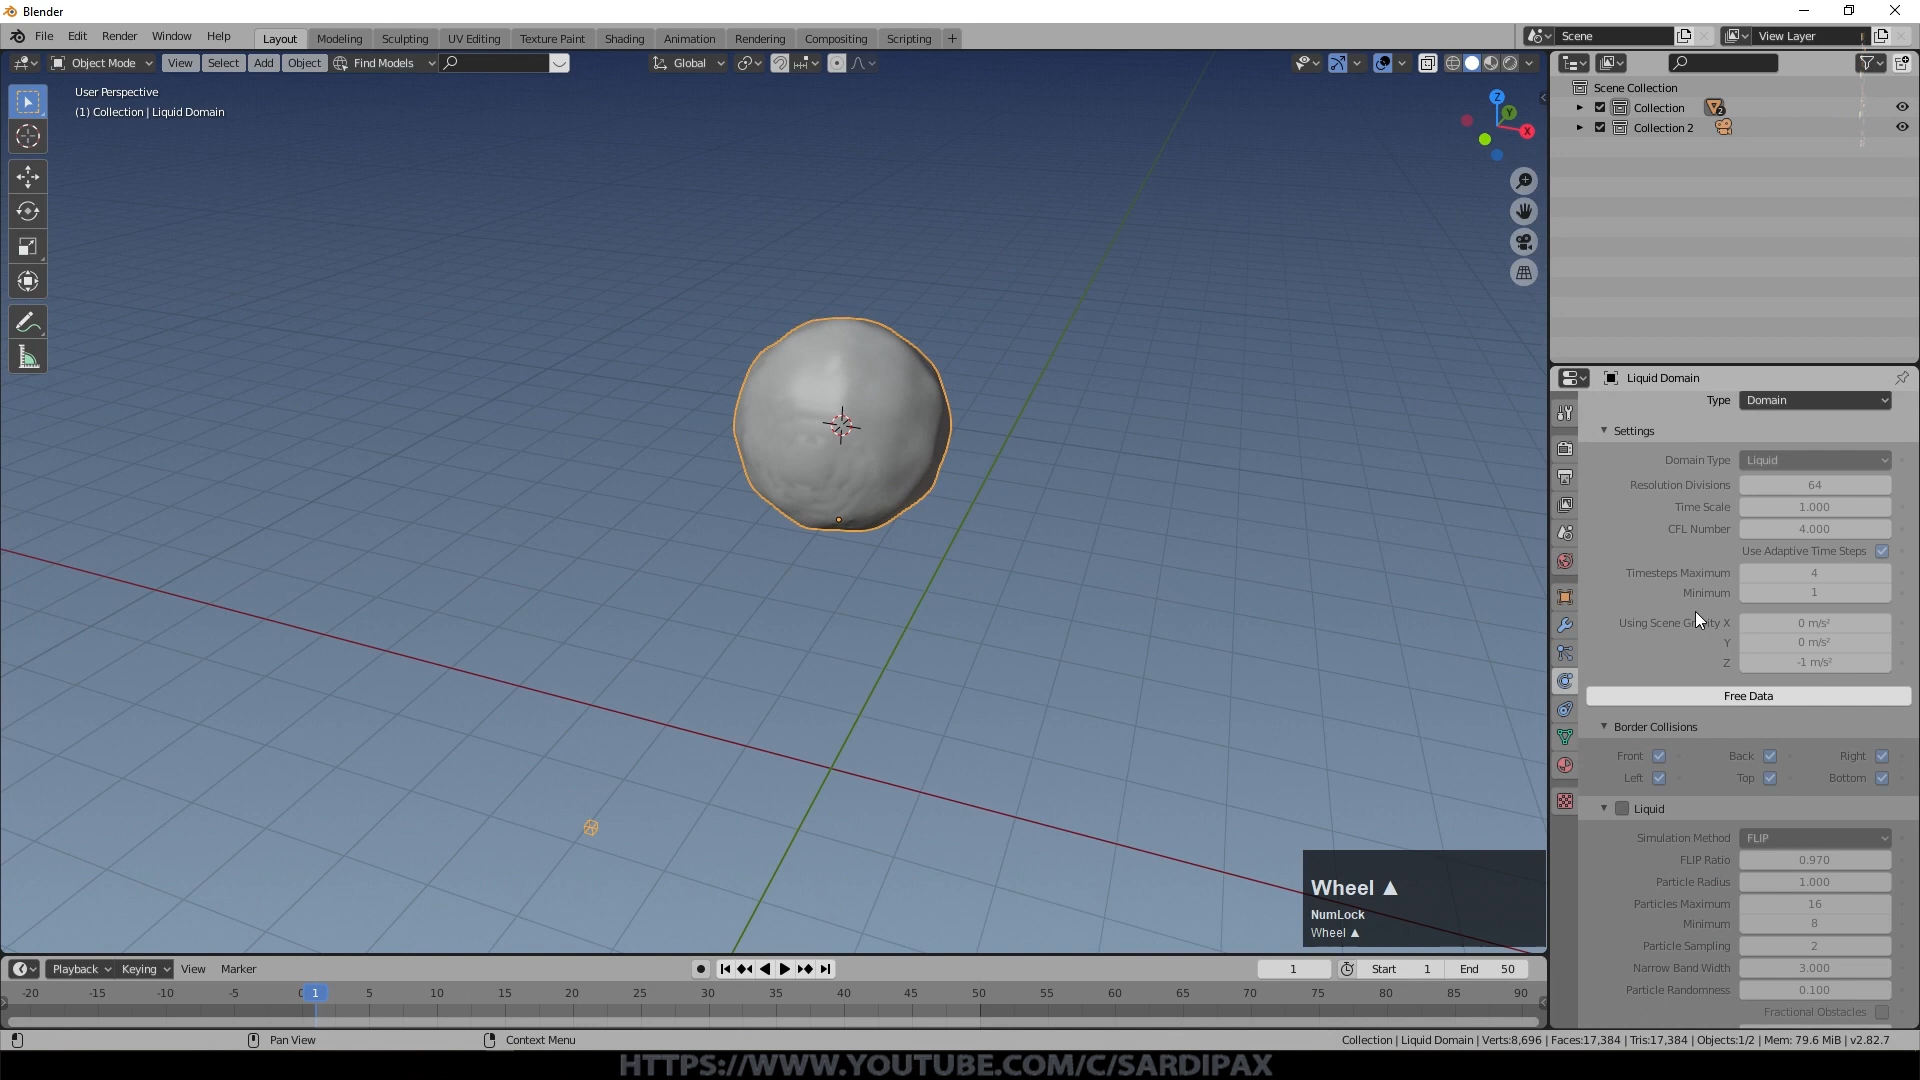 Blender
File Edit Render Window Help
Layout Modeling Sculpting UV Editing Texture Paint Shading Animation Rendering Compositing Scripting +
Scene
View Layer
Object Mode View Select Add Object Find Models
Global
User Perspective
(1) Collection | Liquid Domain
Z
Y
X
Scene Collection
Collection 2
Collection 2
Liquid Domain
Type Domain
Settings
Domain Type Liquid
Resolution Divisions 64
Time Scale 1.000
CFL Number 4.000
Use Adaptive Time Steps
Timesteps Maximum 4
Minimum 1
Using Scene X 0 m/s²
Y 0 m/s²
Z -1 m/s²
Free Data
Border Collisions
Front Back Right
Left Top Bottom
Liquid
Simulation Method FLIP
FLIP Ratio 0.970
Particle Radius 1.000
Particles Maximum 16
Minimum 8
Particle Sampling 2
Narrow Band Width 3.000
Particle Randomness 0.100
Fractional Obstacles
Wheel ▲
NumLock
Wheel ▲
Playback Keying View Marker
1 Start 1 End 50
-20 -15 -10 -5 1 5 10 15 20 25 30 35 40 45 50 55 60 65 70 75 80 85 90
Pan View Context Menu
Collection | Liquid Domain | Verts:8,696 | Faces:17,384 | Tris:17,384 | Objects:1/2 | Mem: 79.6 MiB | v2.82.7
HTTPS://WWW.YOUTUBE.COM/C/SARDIPAX